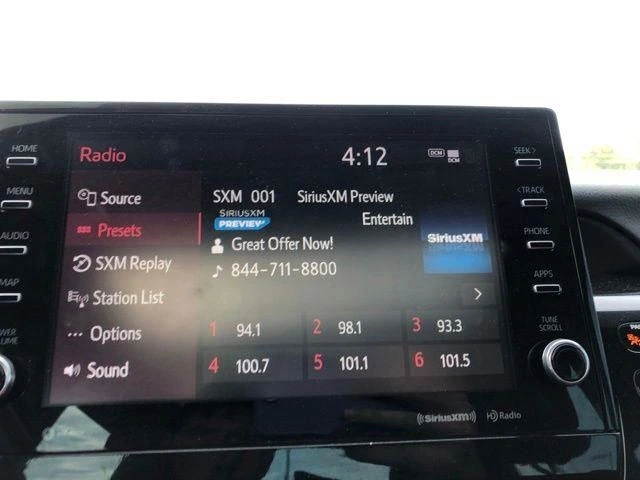 HOME
MENU
AUDIO
MAP
Radio
4:12
DCM
DCM
Source
Presets
SXM Replay
Station List
Options
Sound
SXM 001 SiriusXM Preview
SIRIUSXM
PREVIEW
Entertain
Great Offer Now!
844-711-8800
SiriusXM
1 94.1
2 98.1
3 93.3
4 100.7
5 101.1
6 101.5
SEEK >
< TRACK
PHONE
APPS
TUNE
SCROLL
((SiriusXM))
HD Radio